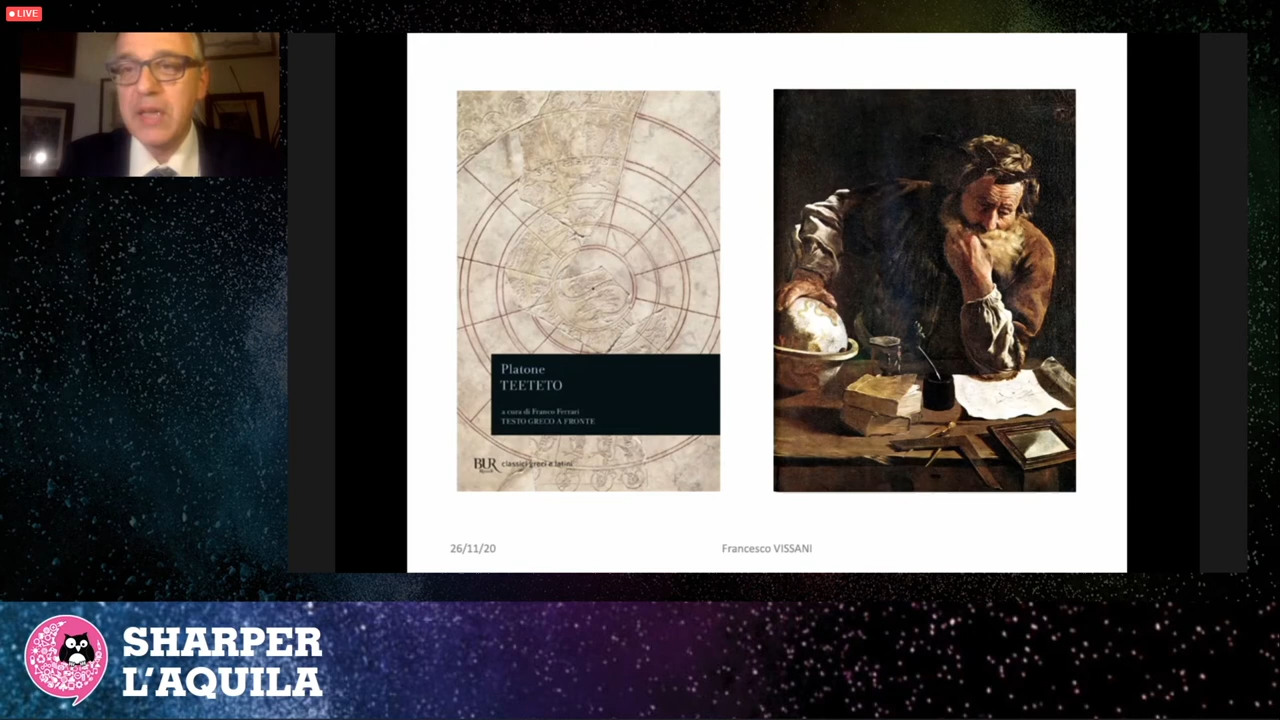 LIVE
Platone
TEETETO
a cura di Franco Ferrari
TESTO GRECO A FRONTE
BUR
classici greci e latini
26/11/20
Francesco VISSANI
SHARPER
L'AQUILA